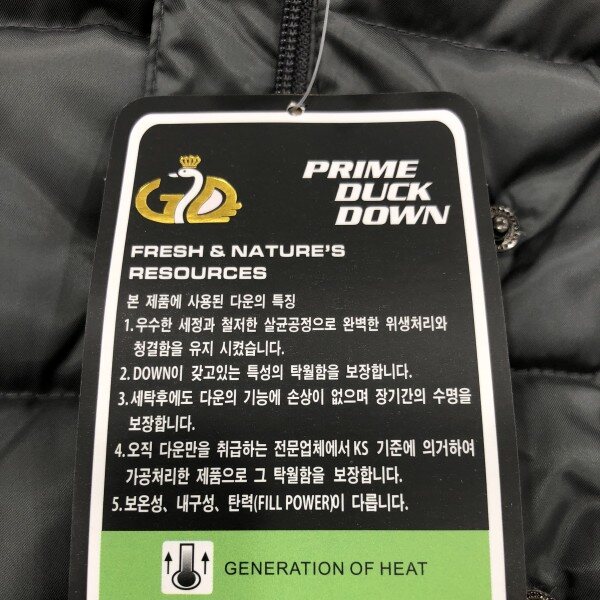 GD
PRIME
DUCK
DOWN
FRESH & NATURE'S
RESOURCES
본 제품에 사용된 다운의 특징
1.우수한 세정과 철저한 살균공정으로 완벽한 위생처리와
청결함을 유지 시켰습니다.
2.DOWN이 갖고있는 특성의 탁월함을 보장합니다.
3.세탁후에도 다운의 기능에 손상이 없으며 장기간의 수명을
보장합니다.
4.오직 다운만을 취급하는 전문업체에서 KS 기준에 의거하여
가공처리한 제품으로 그 탁월함을 보장합니다.
5.보온성, 내구성, 탄력(FILL POWER)이 다릅니다.
GENERATION OF HEAT